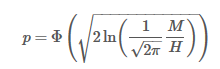 p = Φ ( √( 2 ln ( 1/√(2π) M/H ) ) )